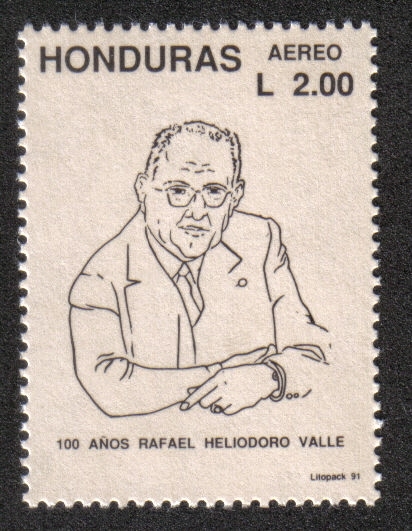 HONDURAS AEREO
L 2.00
100 AÑOS RAFAEL HELIODORO VALLE
Litopack 91